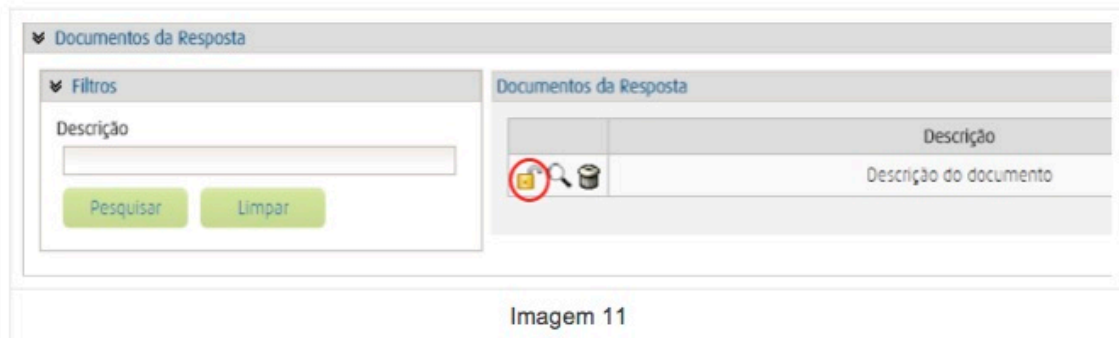 Documentos da Resposta
Filtros
Descrição
Pesquisar Limpar
Documentos da Resposta
Descrição
Descrição do documento
Imagem 11